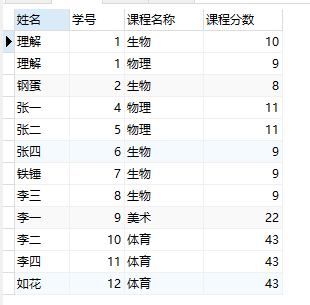 姓名 学号 课程名称 课程分数
理解 1 生物 10
理解 1 物理 9
钢蛋 2 生物 8
张一 4 物理 11
张二 5 物理 11
张四 6 生物 9
铁锤 7 生物 9
李三 8 生物 9
李一 9 美术 22
李二 10 体育 43
李四 11 体育 43
如花 12 体育 43